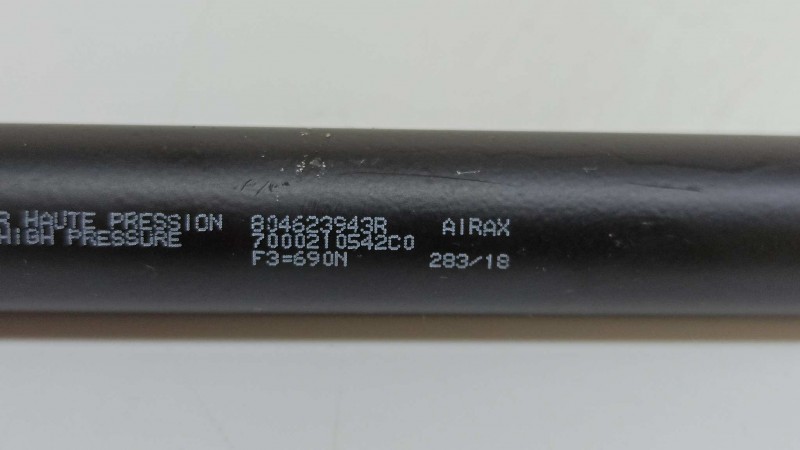 R HAUTE PRESSION 804623943R AIRAX
HIGH PRESSURE 7000210542C0
F3=690N 283/18